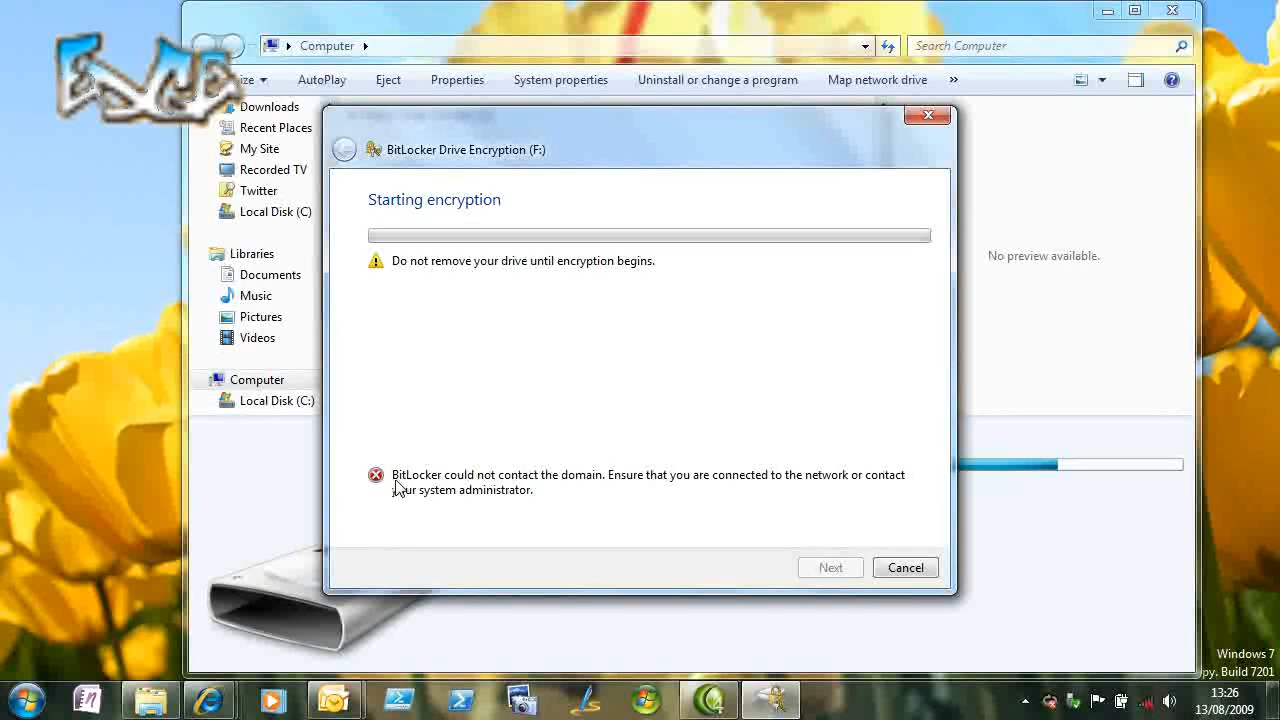 Computer
Search Computer
AutoPlay
Eject
Properties
System properties
Uninstall or change a program
Map network drive
»
Downloads
Recent Places
My Site
Recorded TV
Twitter
Local Disk (C)
Libraries
Documents
Music
Pictures
Videos
Computer
Local Disk (C:)
No preview available.
BitLocker Drive Encryption (F:)
Starting encryption
Do not remove your drive until encryption begins.
BitLocker could not contact the domain. Ensure that you are connected to the network or contact
your system administrator.
Next
Cancel
Windows 7
Build 7201
13:26
13/08/2009